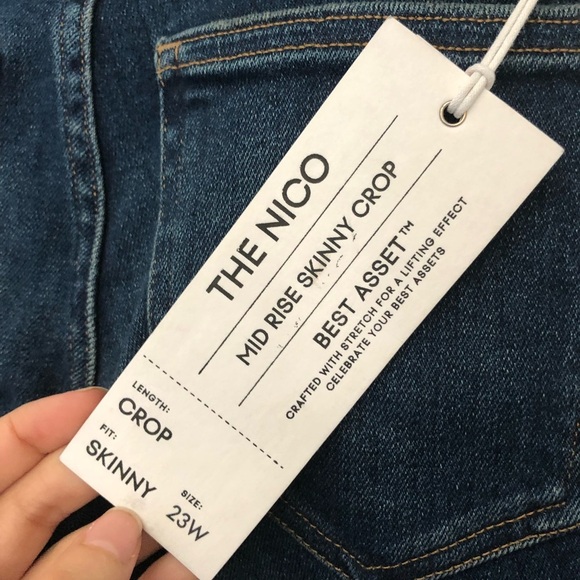 THE NICO
MID RISE SKINNY CROP
BEST ASSET™
CRAFTED WITH STRETCH FOR A LIFTING EFFECT
CELEBRATE YOUR BEST ASSETS
LENGTH:
CROP
FIT:
SKINNY
SIZE:
23W